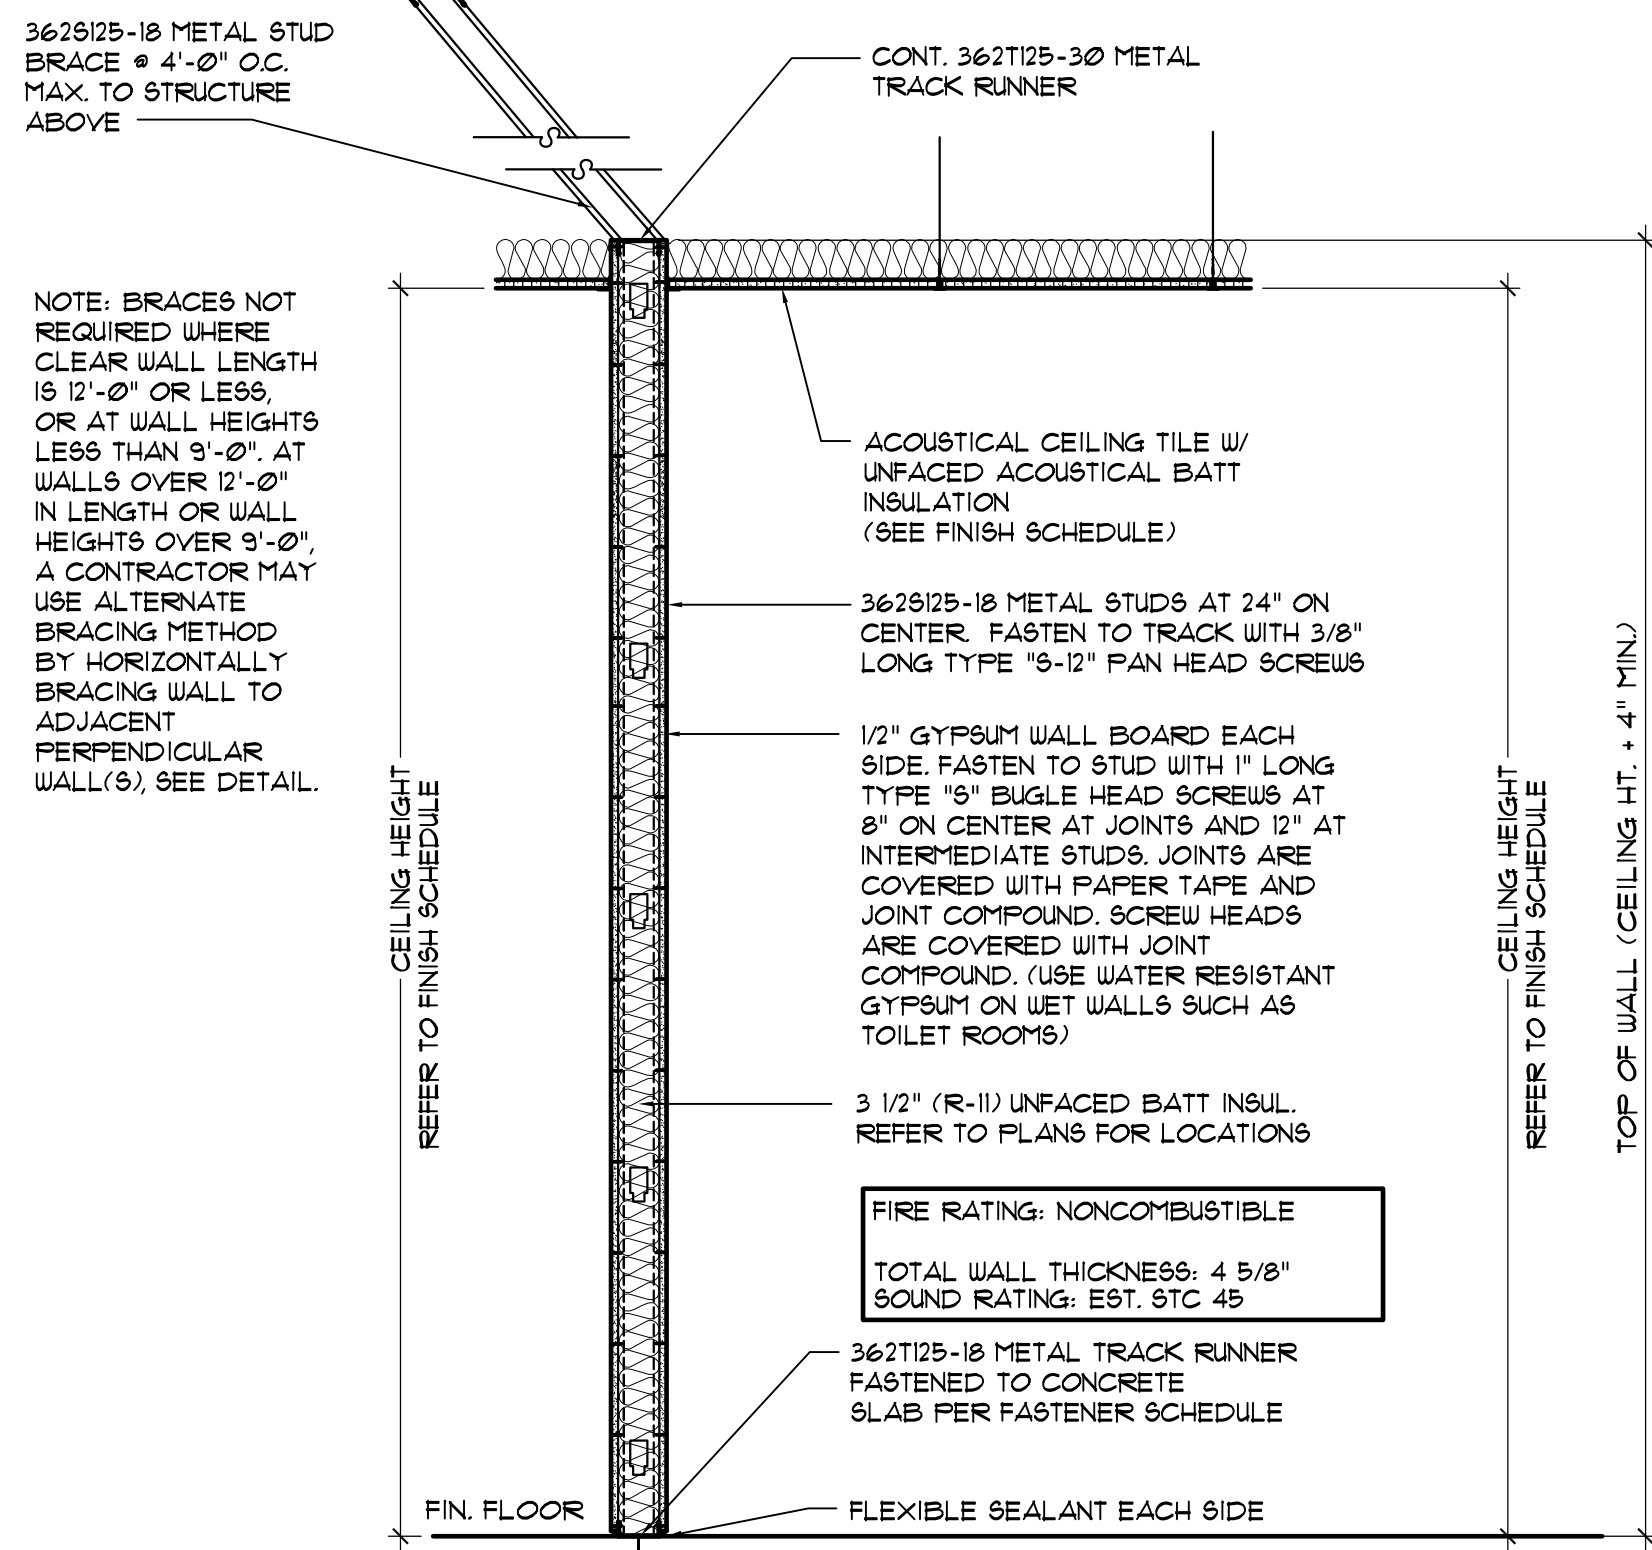 362S125-18 METAL STUD
BRACE @ 4'-0" O.C.
MAX. TO STRUCTURE
ABOVE
CONT. 362T125-30 METAL
TRACK RUNNER
NOTE: BRACES NOT
REQUIRED WHERE
CLEAR WALL LENGTH
IS 12'-0" OR LESS,
OR AT WALL HEIGHTS
LESS THAN 9'-0". AT
WALLS OVER 12'-0"
IN LENGTH OR WALL
HEIGHTS OVER 9'-0",
A CONTRACTOR MAY
USE ALTERNATE
BRACING METHOD
BY HORIZONTALLY
BRACING WALL TO
ADJACENT
PERPENDICULAR
WALL(S), SEE DETAIL.
CEILING HEIGHT
REFER TO FINISH SCHEDULE
ACOUSTICAL CEILING TILE W/
UNFACED ACOUSTICAL BATT
INSULATION
(SEE FINISH SCHEDULE)
362S125-18 METAL STUDS AT 24" ON
CENTER. FASTEN TO TRACK WITH 3/8"
LONG TYPE "S-12" PAN HEAD SCREWS
1/2" GYPSUM WALL BOARD EACH
SIDE. FASTEN TO STUD WITH 1" LONG
TYPE "S" BUGLE HEAD SCREWS AT
8" ON CENTER AT JOINTS AND 12" AT
INTERMEDIATE STUDS. JOINTS ARE
COVERED WITH PAPER TAPE AND
JOINT COMPOUND. SCREW HEADS
ARE COVERED WITH JOINT
COMPOUND. (USE WATER RESISTANT
GYPSUM ON WET WALLS SUCH AS
TOILET ROOMS)
3 1/2" (R-11) UNFACED BATT INSUL.
REFER TO PLANS FOR LOCATIONS
FIRE RATING: NONCOMBUSTIBLE
TOTAL WALL THICKNESS: 4 5/8"
SOUND RATING: EST. STC 45
362T125-18 METAL TRACK RUNNER
FASTENED TO CONCRETE
SLAB PER FASTENER SCHEDULE
FIN. FLOOR
FLEXIBLE SEALANT EACH SIDE
CEILING HEIGHT
REFER TO FINISH SCHEDULE
TOP OF WALL (CEILING HT. + 4" MIN.)